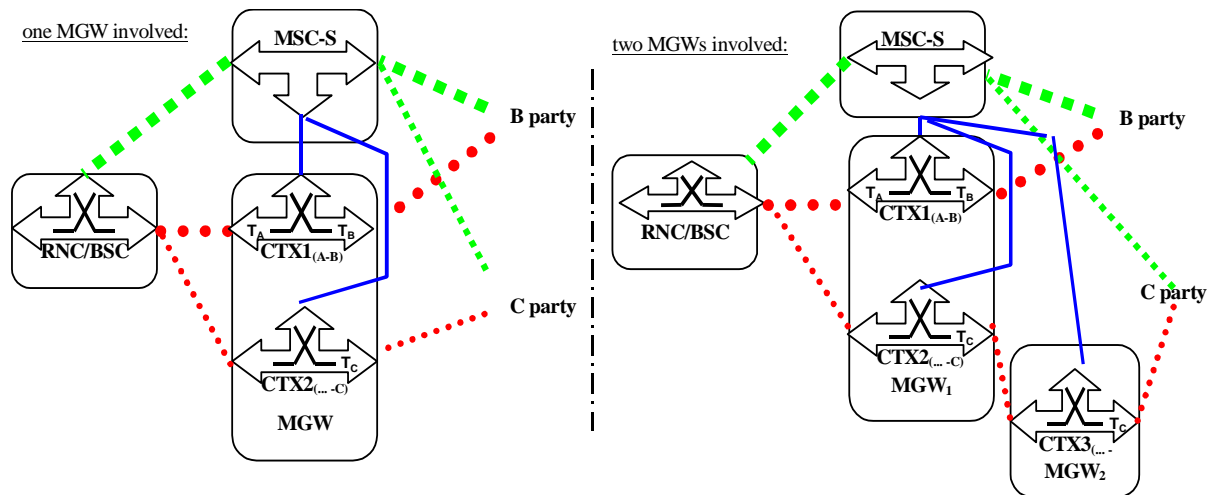 one MGW involved:
MSC-S
B party
RNC/BSC
TA TB
CTX1(A-B)
C party
TC
CTX2(... -C)
MGW
two MGWs involved:
MSC-S
B party
RNC/BSC
TA TB
CTX1(A-B)
C party
TC
CTX2(... -C)
MGW1
TC
CTX3(... -
MGW2